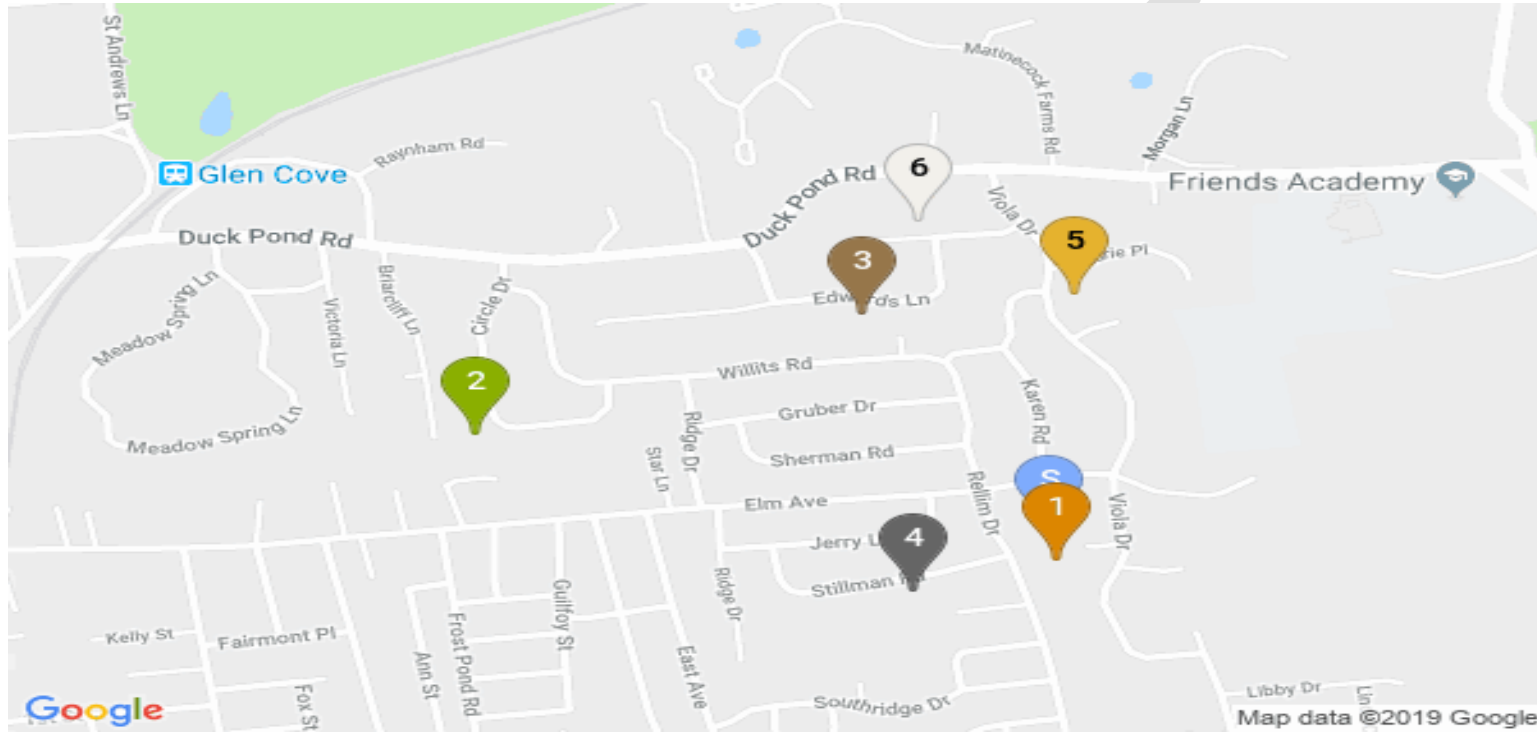 St Andrews Ln
Matinecock Farms Rd
Morgan Ln
Raynham Rd
Glen Cove
6
Duck Pond Rd
Friends Academy
Viola Dr
Duck Pond Rd
5
3
Meadow Spring Ln
Briarcliff Ln
Circle Dr
Edwards Ln
Victoria Ln
2
Willits Rd
Karen Rd
Gruber Dr
Meadow Spring Ln
Ridge Dr
Sherman Rd
Star Ln
S
Rellim Dr
Elm Ave
1
Viola Dr
4
Jerry
Stillman
Ridge Dr
Guilfoy St
Kelly St
Fairmont Pl
Frost Pond Rd
Ann St
East Ave
Fox St
Southridge Dr
Libby Dr
Google
Map data ©2019 Google